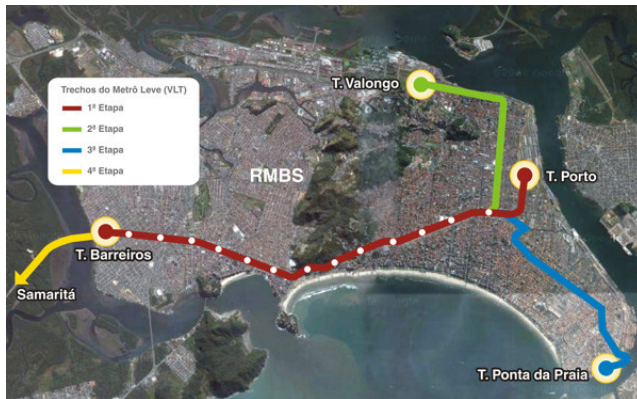 T. Valongo
Trechos do Metrô Leve (VLT)
1ª Etapa
2ª Etapa
3ª Etapa
4ª Etapa
RMBS
T. Porto
T. Barreiros
Samaritá
T. Ponta da Praia